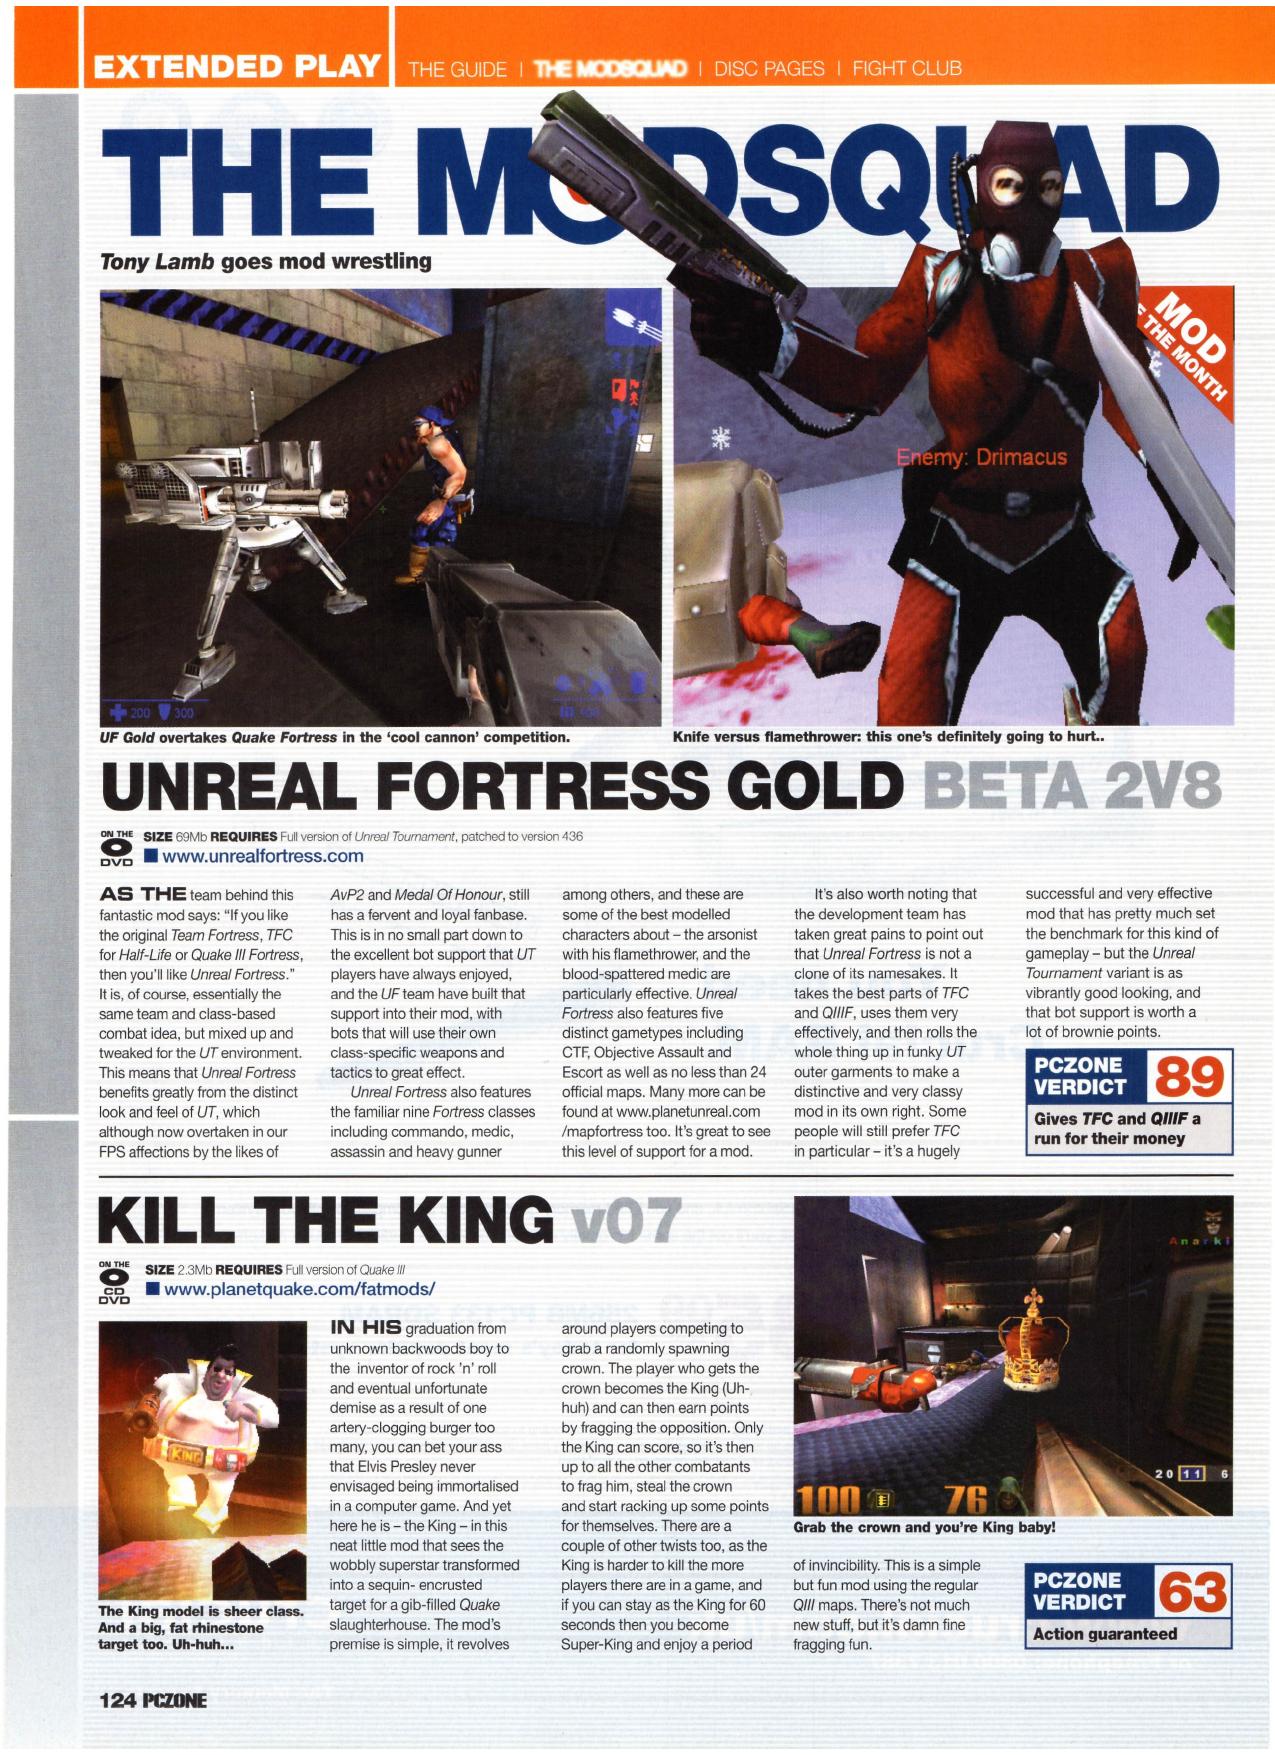 EXTENDED PLAY
THE GUIDE | THE MODSQUAD | DISC PAGES | FIGHT CLUB
THE MODSQUAD
Tony Lamb goes mod wrestling
MOD
THE MONTH
Enemy: Drimacus
200 300
UF Gold overtakes Quake Fortress in the 'cool cannon' competition.
Knife versus flamethrower: this one's definitely going to hurt..
UNREAL FORTRESS GOLD BETA 2V8
ON THE
DVD
SIZE 69Mb REQUIRES Full version of Unreal Tournament, patched to version 436
www.unrealfortress.com
AS THE team behind this
fantastic mod says: "If you like
the original Team Fortress, TFC
for Half-Life or Quake III Fortress,
then you'll like Unreal Fortress."
It is, of course, essentially the
same team and class-based
combat idea, but mixed up and
tweaked for the UT environment.
This means that Unreal Fortress
benefits greatly from the distinct
look and feel of UT, which
although now overtaken in our
FPS affections by the likes of
AvP2 and Medal Of Honour, still
has a fervent and loyal fanbase.
This is in no small part down to
the excellent bot support that UT
players have always enjoyed,
and the UF team have built that
support into their mod, with
bots that will use their own
class-specific weapons and
tactics to great effect.
Unreal Fortress also features
the familiar nine Fortress classes
including commando, medic,
assassin and heavy gunner
among others, and these are
some of the best modelled
characters about – the arsonist
with his flamethrower, and the
blood-spattered medic are
particularly effective. Unreal
Fortress also features five
distinct gametypes including
CTF, Objective Assault and
Escort as well as no less than 24
official maps. Many more can be
found at www.planetunreal.com
/mapfortress too. It's great to see
this level of support for a mod.
It's also worth noting that
the development team has
taken great pains to point out
that Unreal Fortress is not a
clone of its namesakes. It
takes the best parts of TFC
and QIIIF, uses them very
effectively, and then rolls the
whole thing up in funky UT
outer garments to make a
distinctive and very classy
mod in its own right. Some
people will still prefer TFC
in particular – it's a hugely
successful and very effective
mod that has pretty much set
the benchmark for this kind of
gameplay – but the Unreal
Tournament variant is as
vibrantly good looking, and
that bot support is worth a
lot of brownie points.
PCZONE
VERDICT 89
Gives TFC and QIIIF a
run for their money
KILL THE KING v07
ON THE
CD
DVD
SIZE 2.3Mb REQUIRES Full version of Quake III
www.planetquake.com/fatmods/
KING
The King model is sheer class.
And a big, fat rhinestone
target too. Uh-huh...
IN HIS graduation from
unknown backwoods boy to
the inventor of rock 'n' roll
and eventual unfortunate
demise as a result of one
artery-clogging burger too
many, you can bet your ass
that Elvis Presley never
envisaged being immortalised
in a computer game. And yet
here he is – the King – in this
neat little mod that sees the
wobbly superstar transformed
into a sequin- encrusted
target for a gib-filled Quake
slaughterhouse. The mod's
premise is simple, it revolves
around players competing to
grab a randomly spawning
crown. The player who gets the
crown becomes the King (Uh-
huh) and can then earn points
by fragging the opposition. Only
the King can score, so it's then
up to all the other combatants
to frag him, steal the crown
and start racking up some points
for themselves. There are a
couple of other twists too, as the
King is harder to kill the more
players there are in a game, and
if you can stay as the King for 60
seconds then you become
Super-King and enjoy a period
Anarki
20 11 6
100 76
Grab the crown and you're King baby!
of invincibility. This is a simple
but fun mod using the regular
QIII maps. There's not much
new stuff, but it's damn fine
fragging fun.
PCZONE
VERDICT 63
Action guaranteed
124 PCZONE